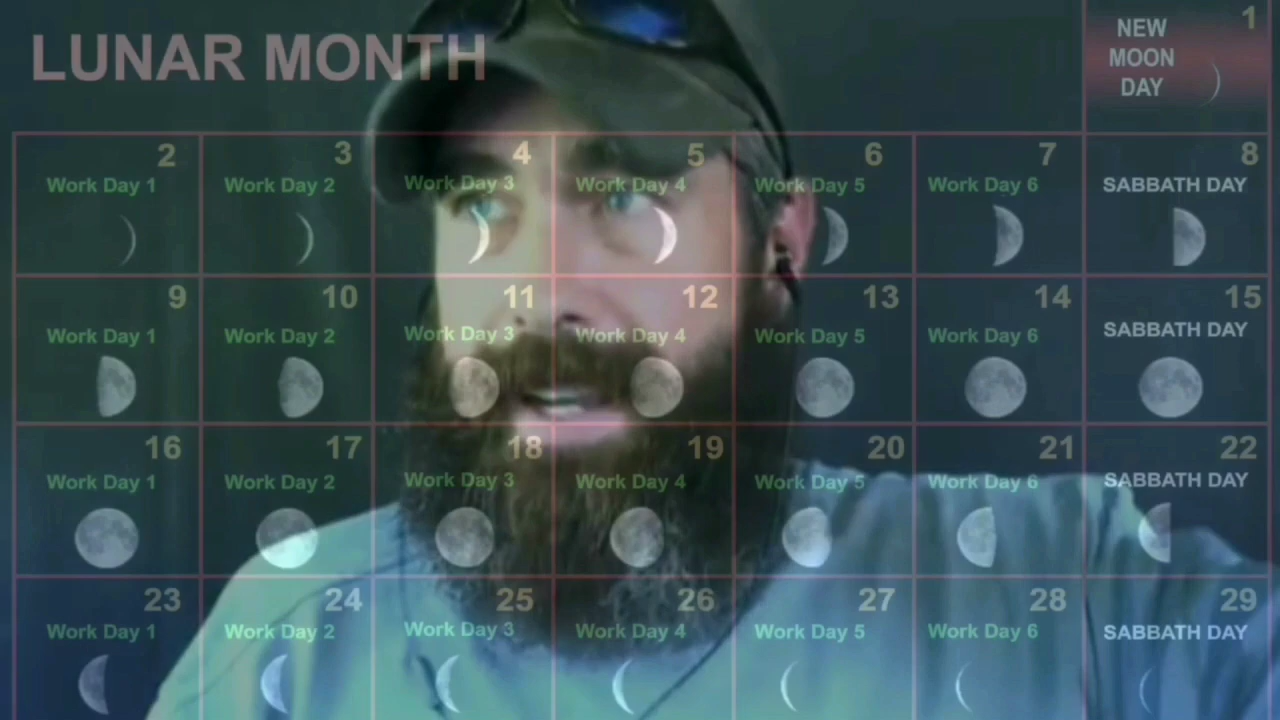 LUNAR MONTH
NEW
MOON
DAY
1
2 3 4 5 6 7 8
Work Day 1 Work Day 2 Work Day 3 Work Day 4 Work Day 5 Work Day 6 SABBATH DAY
9 10 11 12 13 14 15
Work Day 1 Work Day 2 Work Day 3 Work Day 4 Work Day 5 Work Day 6 SABBATH DAY
16 17 18 19 20 21 22
Work Day 1 Work Day 2 Work Day 3 Work Day 4 Work Day 5 Work Day 6 SABBATH DAY
23 24 25 26 27 28 29
Work Day 1 Work Day 2 Work Day 3 Work Day 4 Work Day 5 Work Day 6 SABBATH DAY